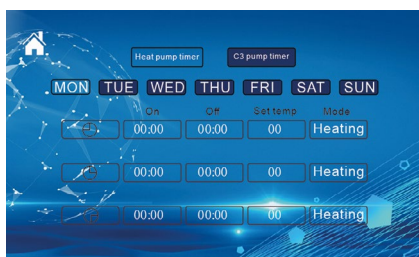 Heat pump timer C3 pump timer
MON TUE WED THU FRI SAT SUN
On Off Set temp Mode
00:00 00:00 00 Heating
00:00 00:00 00 Heating
00:00 00:00 00 Heating